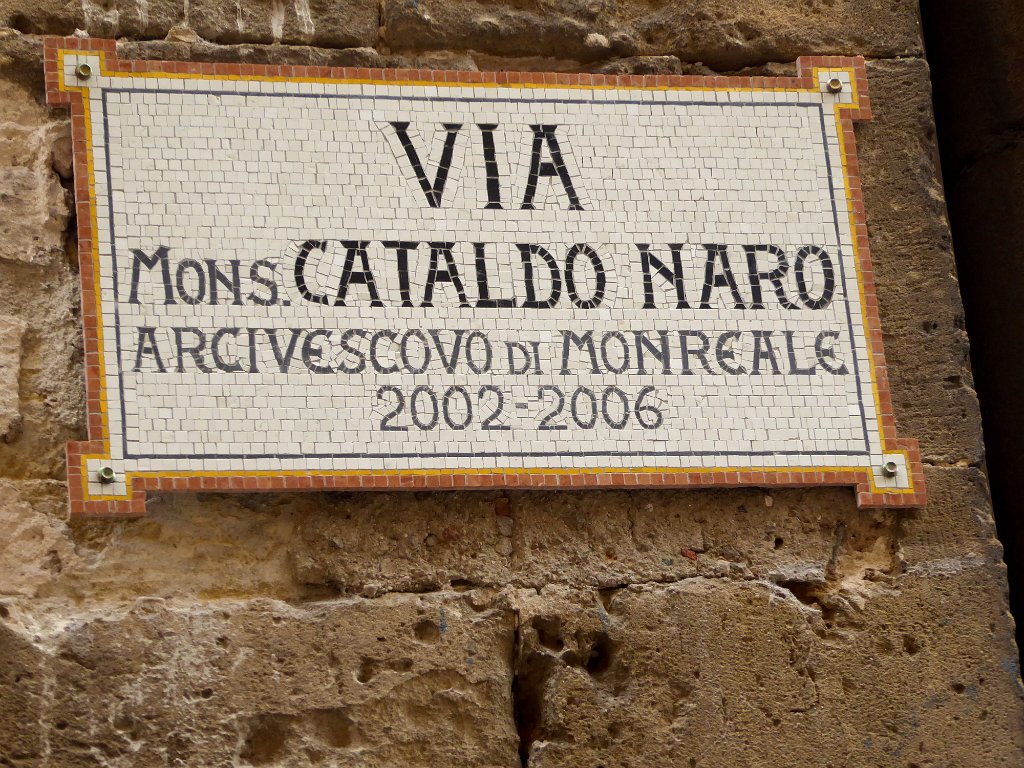 VIA
MONS. CATALDO NARO
ARCIVESCOVO DI MONREALE
2002-2006